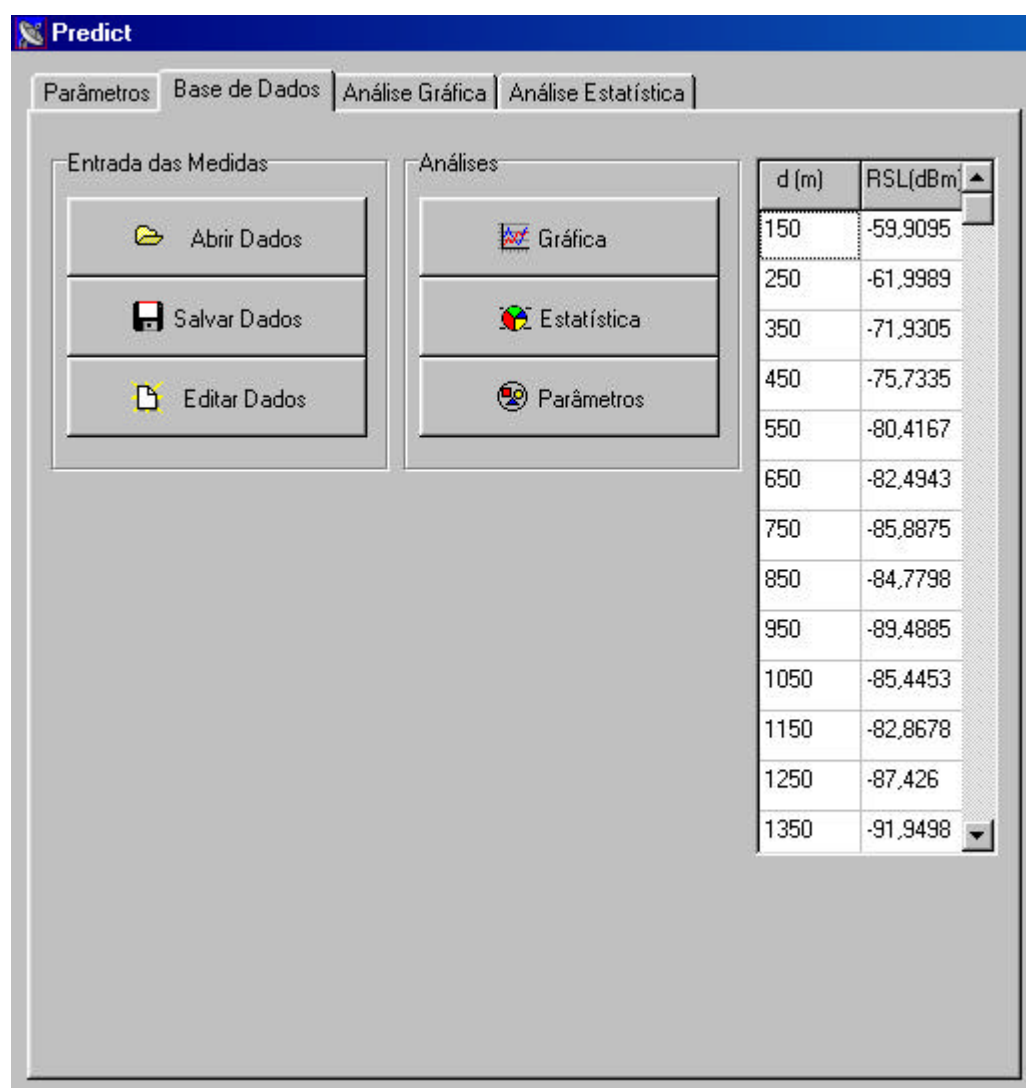 Predict
Parâmetros Base de Dados Análise Gráfica Análise Estatística
Entrada das Medidas
Abrir Dados
Salvar Dados
Editar Dados
Análises
Gráfica
Estatística
Parâmetros
d (m) RSL(dBm)
150 -59,9095
250 -61,9989
350 -71,9305
450 -75,7335
550 -80,4167
650 -82,4943
750 -85,8875
850 -84,7798
950 -89,4885
1050 -85,4453
1150 -82,8678
1250 -87,426
1350 -91,9498